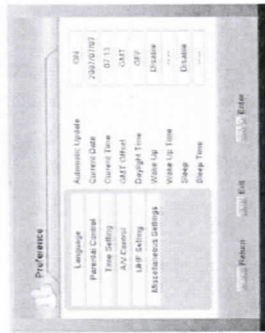 Preference
Language
Parental Control
Time Setting
A/V Control
UHF Setting
Miscellaneous Settings
Automatic Update ON
Current Date 2007/07/07
Current Time 07:13
GMT Offset GMT
Daylight Time OFF
Wake Up Disable
Wake Up Time --:--
Sleep Disable
Sleep Time --:--
Return
Exit
Enter